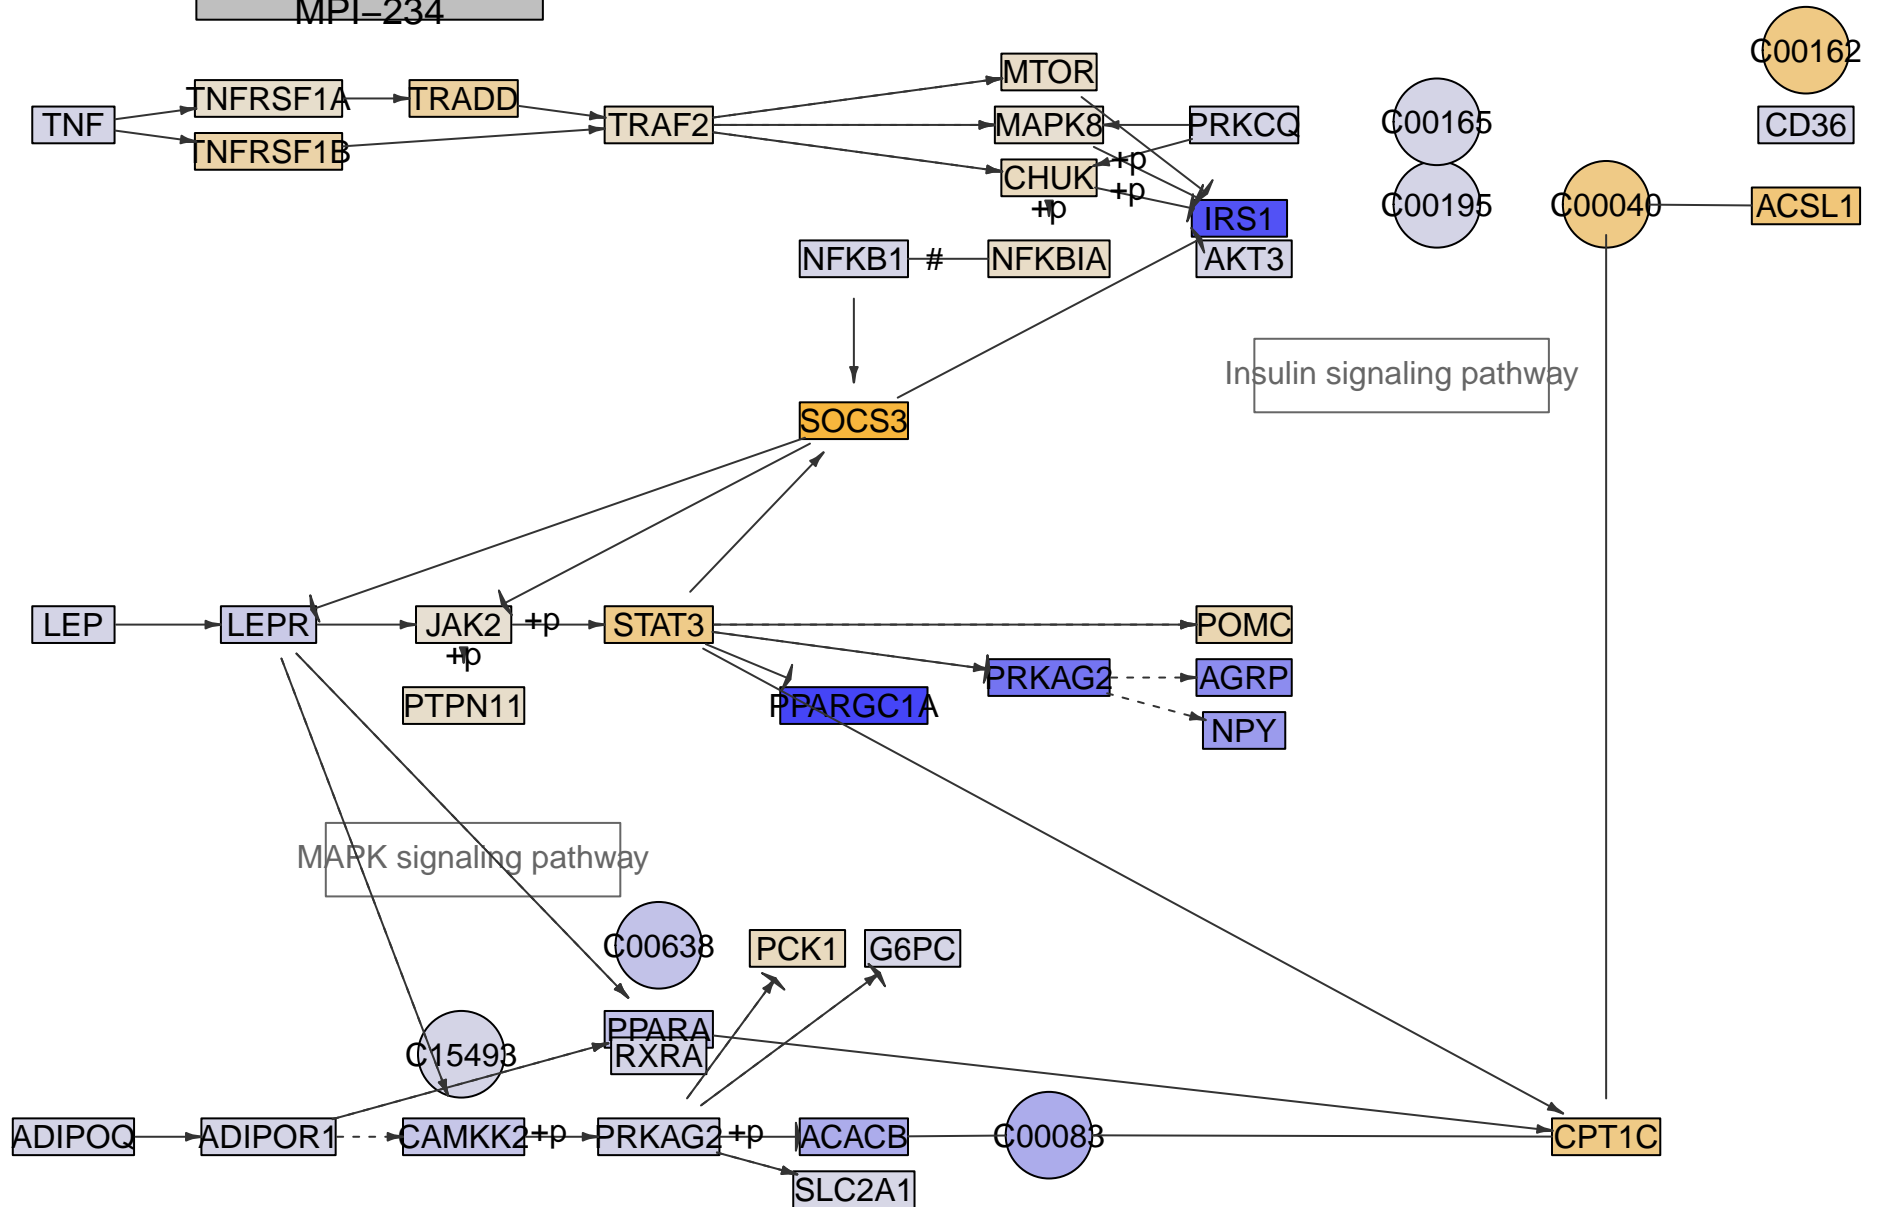 MPI–234
C00162
MTOR
TNFRSF1A
TRADD
TNF
TRAF2
MAPK8
PRKCQ
C00165
CD36
TNFRSF1B
+p
CHUK
+p
+p
C00195
C00040
ACSL1
IRS1
NFKB1
#
NFKBIA
AKT3
Insulin signaling pathway
SOCS3
LEP
LEPR
JAK2
+p
STAT3
POMC
+p
PRKAG2
AGRP
PTPN11
PPARGC1A
NPY
MAPK signaling pathway
C00638
PCK1
G6PC
PPARA
C15493
RXRA
ADIPOQ
ADIPOR1
CAMKK2
+p
PRKAG2
+p
ACACB
C00083
CPT1C
SLC2A1